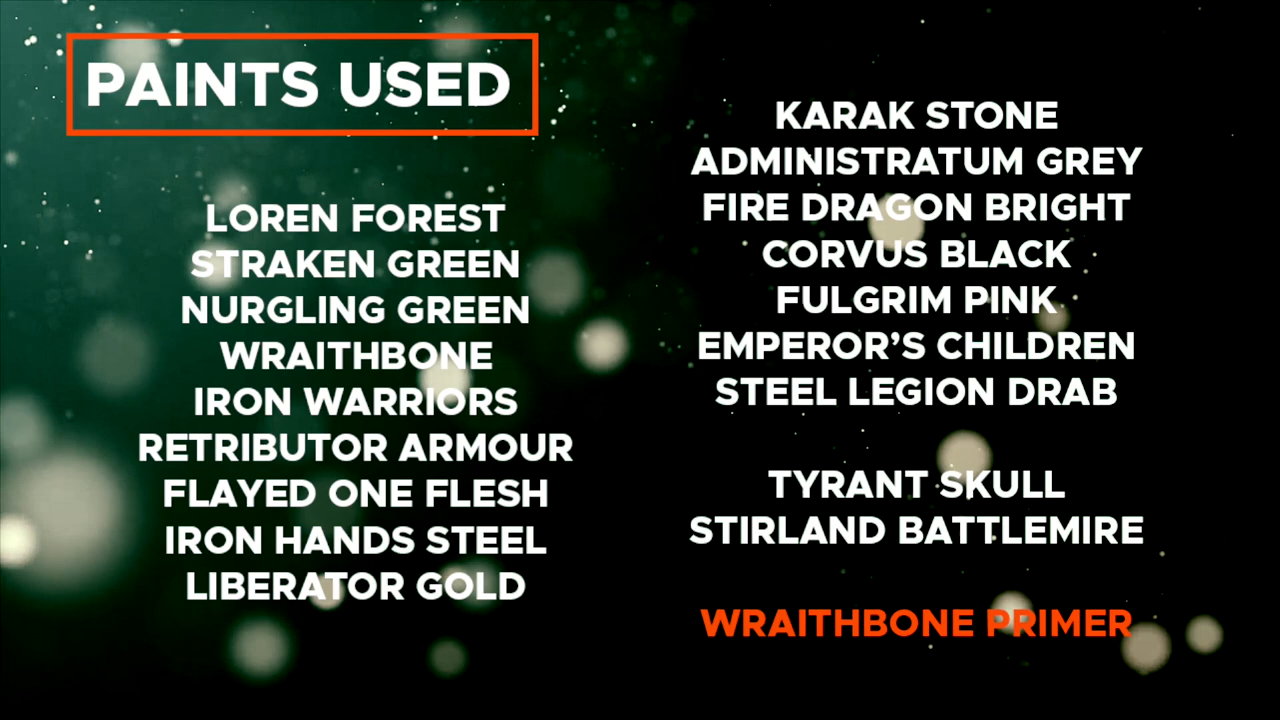 PAINTS USED
LOREN FOREST
STRAKEN GREEN
NURGLING GREEN
WRAITHBONE
IRON WARRIORS
RETRIBUTOR ARMOUR
FLAYED ONE FLESH
IRON HANDS STEEL
LIBERATOR GOLD
KARAK STONE
ADMINISTRATUM GREY
FIRE DRAGON BRIGHT
CORVUS BLACK
FULGRIM PINK
EMPEROR’S CHILDREN
STEEL LEGION DRAB
TYRANT SKULL
STIRLAND BATTLEMIRE
WRAITHBONE PRIMER